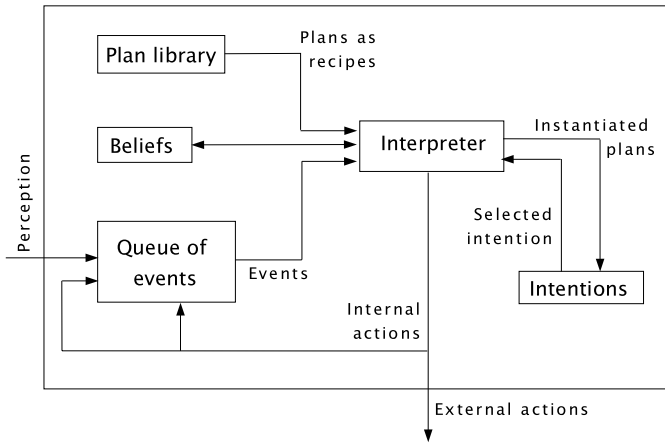 Plan library
Plans as
recipes
Beliefs
Interpreter
Instantiated
plans
Perception
Queue of
events
Events
Selected
intention
Intentions
Internal
actions
External actions